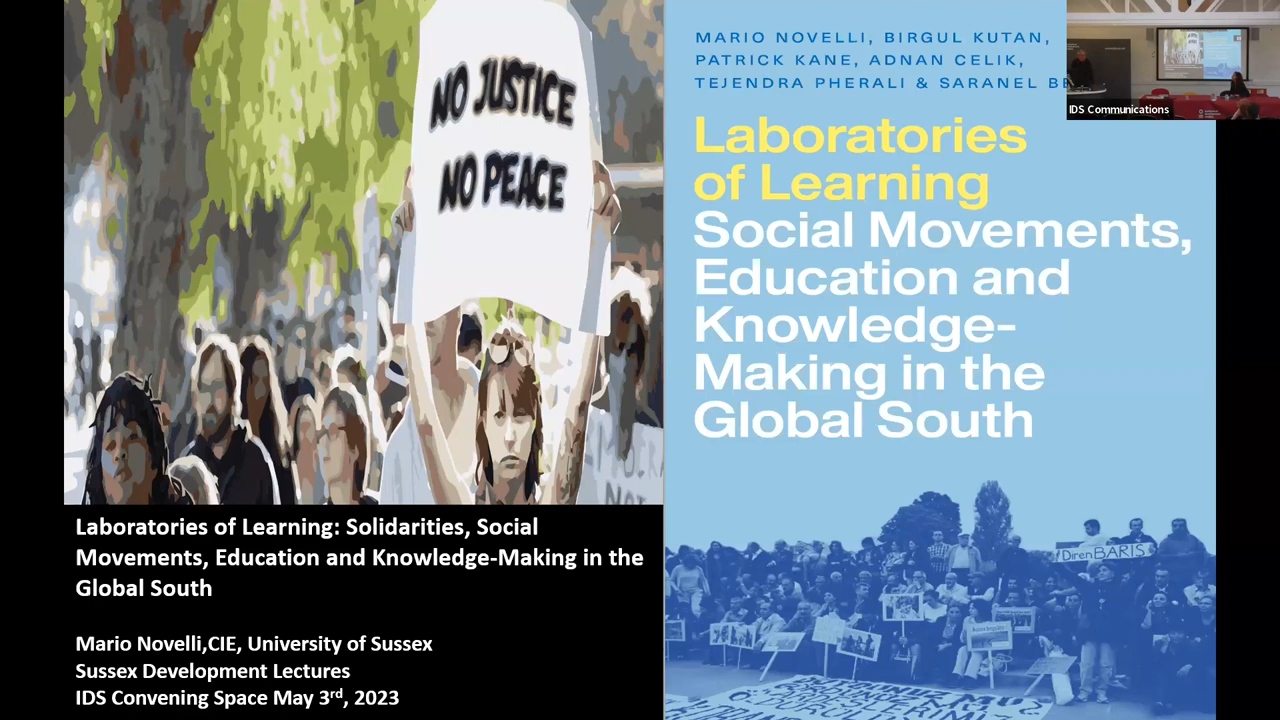 NO JUSTICE
NO PEACE
Laboratories of Learning: Solidarities, Social
Movements, Education and Knowledge-Making in the
Global South
Mario Novelli,CIE, University of Sussex
Sussex Development Lectures
IDS Convening Space May 3rd, 2023
MARIO NOVELLI, BIRGUL KUTAN,
PATRICK KANE, ADNAN CELIK,
TEJENDRA PHERALI & SARANEL
Laboratories
of Learning
Social Movements,
Education and
Knowledge-
Making in the
Global South
Diren BARIS
IDS Communications